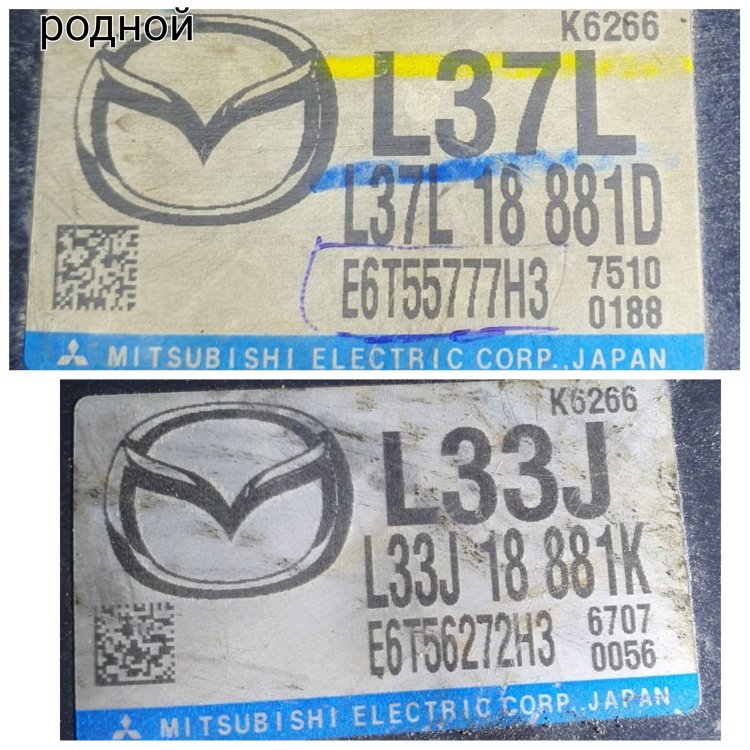 родной
K6266
L37L
L37L 18 881D
E6T55777H3 7510
0188
MITSUBISHI ELECTRIC CORP., JAPAN
K6266
L33J
L33J 18 881K
E6T56272H3 6707
0056
MITSUBISHI ELECTRIC CORP., JAPAN